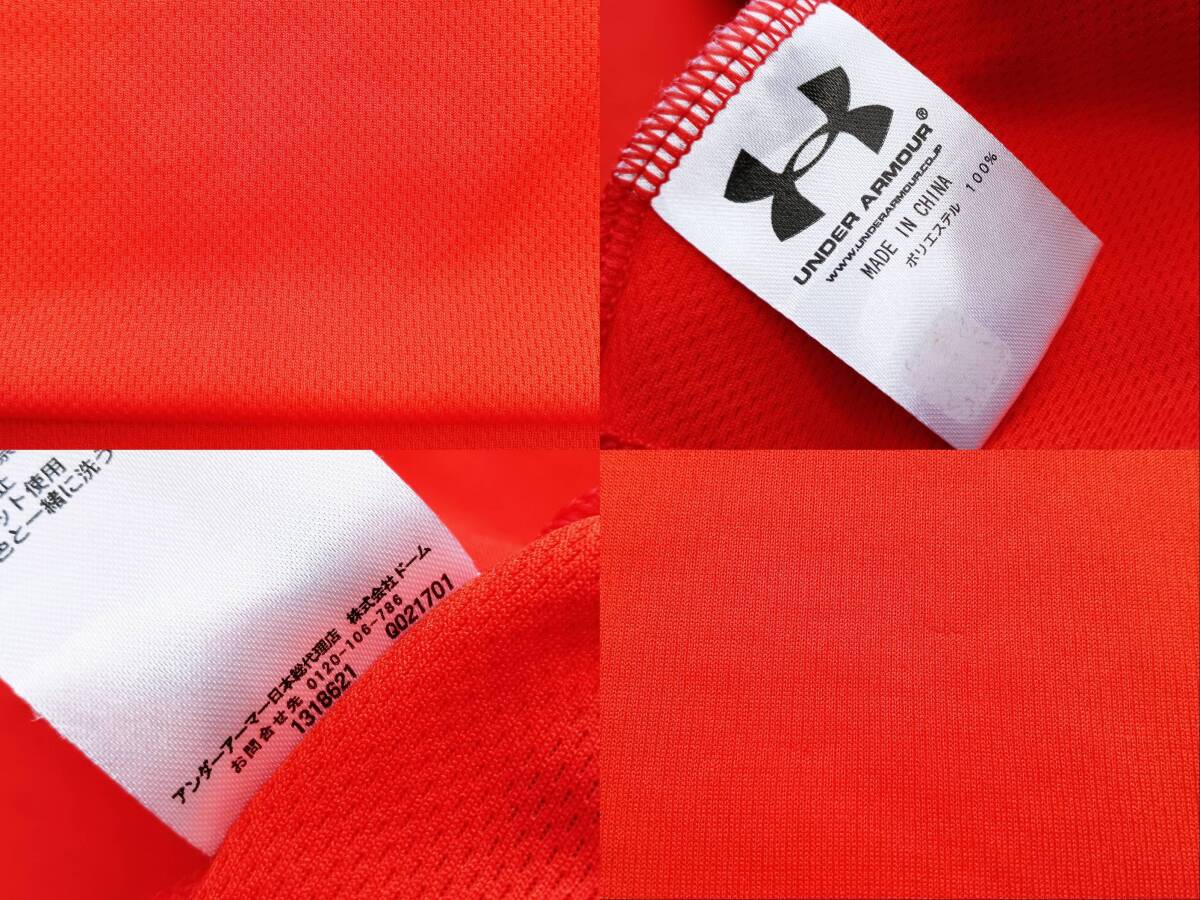 UNDER ARMOUR®
www.UNDERARMOUR.CO.JP
MADE IN CHINA
ポリエステル 100%
止
ット使用
色と一緒に洗う
アンダーアーマー日本総代理店 株式会社ドーム
お問合せ先 0120-106-786
1318621 Q021701